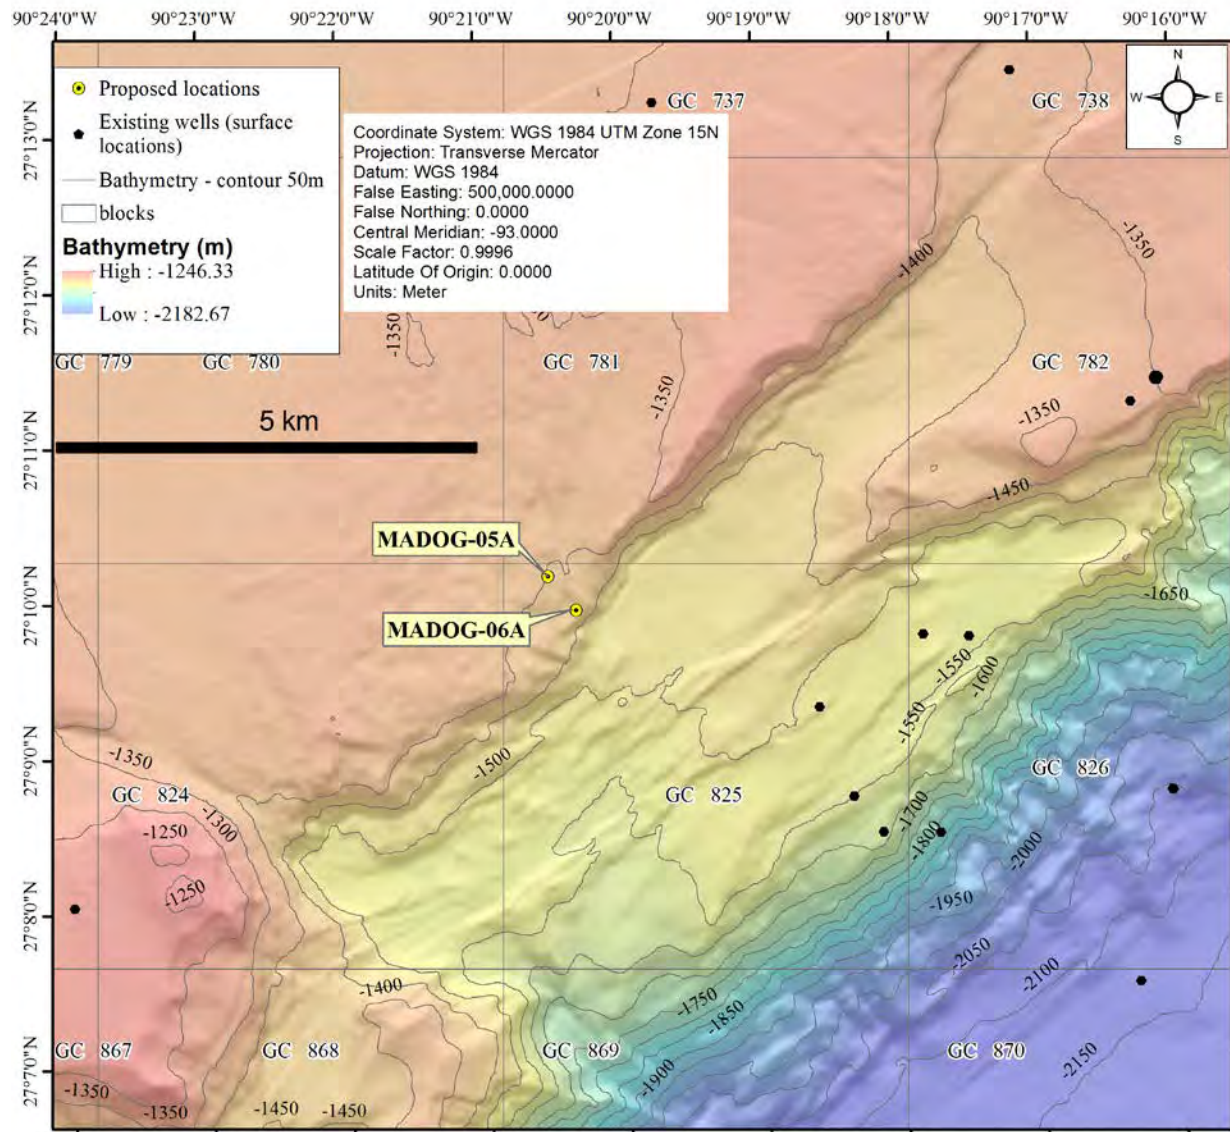 90°24'0"W 90°23'0"W 90°22'0"W 90°21'0"W 90°20'0"W 90°19'0"W 90°18'0"W 90°17'0"W 90°16'0"W
27°13'0"N
27°12'0"N
27°11'0"N
27°10'0"N
27°9'0"N
27°8'0"N
27°7'0"N
Proposed locations
Existing wells (surface
locations)
Bathymetry - contour 50m
blocks
Bathymetry (m)
High : -1246.33
Low : -2182.67
Coordinate System: WGS 1984 UTM Zone 15N
Projection: Transverse Mercator
Datum: WGS 1984
False Easting: 500,000.0000
False Northing: 0.0000
Central Meridian: -93.0000
Scale Factor: 0.9996
Latitude Of Origin: 0.0000
Units: Meter
N
W E
S
GC 737
GC 738
-1350
-1400
-1350
GC 779
GC 780
GC 781
GC 782
-1350
-1350
5 km
-1450
MADOG-05A
MADOG-06A
-1650
-1550
-1600
-1550
-1500
-1350
GC 824
GC 825
GC 826
-1300
-1250
-1250
-1700
-1800
-2000
-1950
-2050
-2100
-1400
-1750
-1850
GC 867
GC 868
GC 869
GC 870
-2150
-1900
-1350
-1350
-1450
-1450